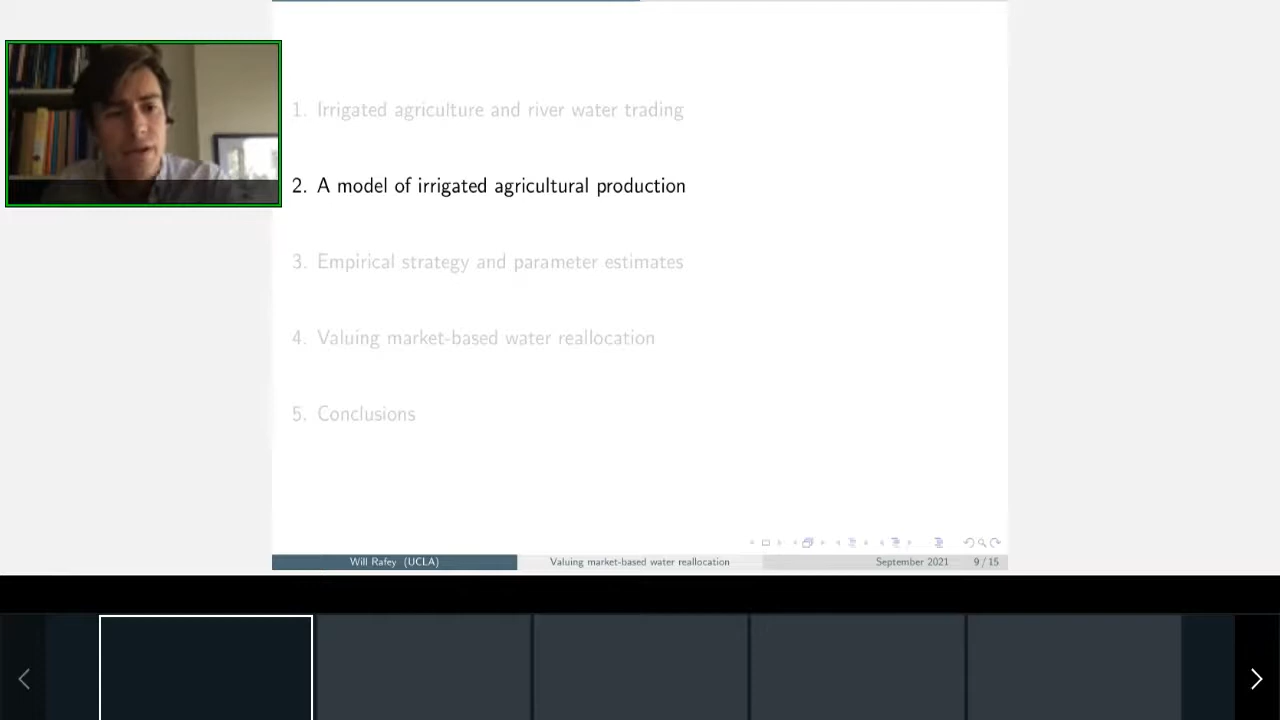 1. Irrigated agriculture and river water trading
2. A model of irrigated agricultural production
3. Empirical strategy and parameter estimates
4. Valuing market-based water reallocation
5. Conclusions
Will Rafey (UCLA) Valuing market-based water reallocation September 2021 9 / 15